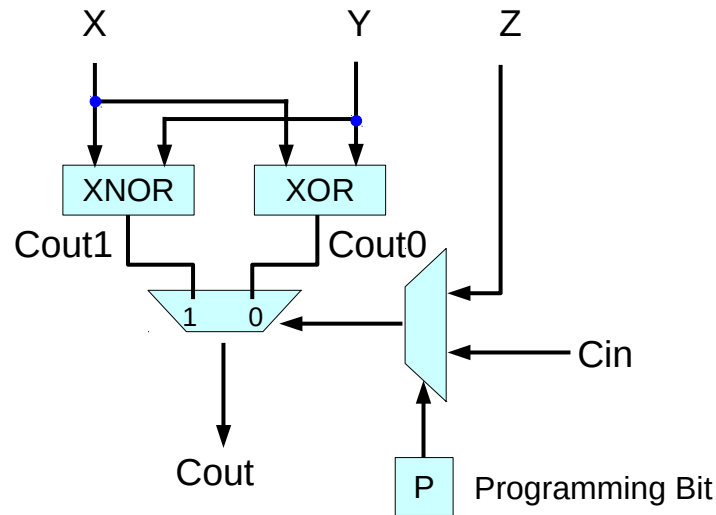 X Y Z
XNOR XOR
Cout1 Cout0
1 0
Cin
Cout
P Programming Bit